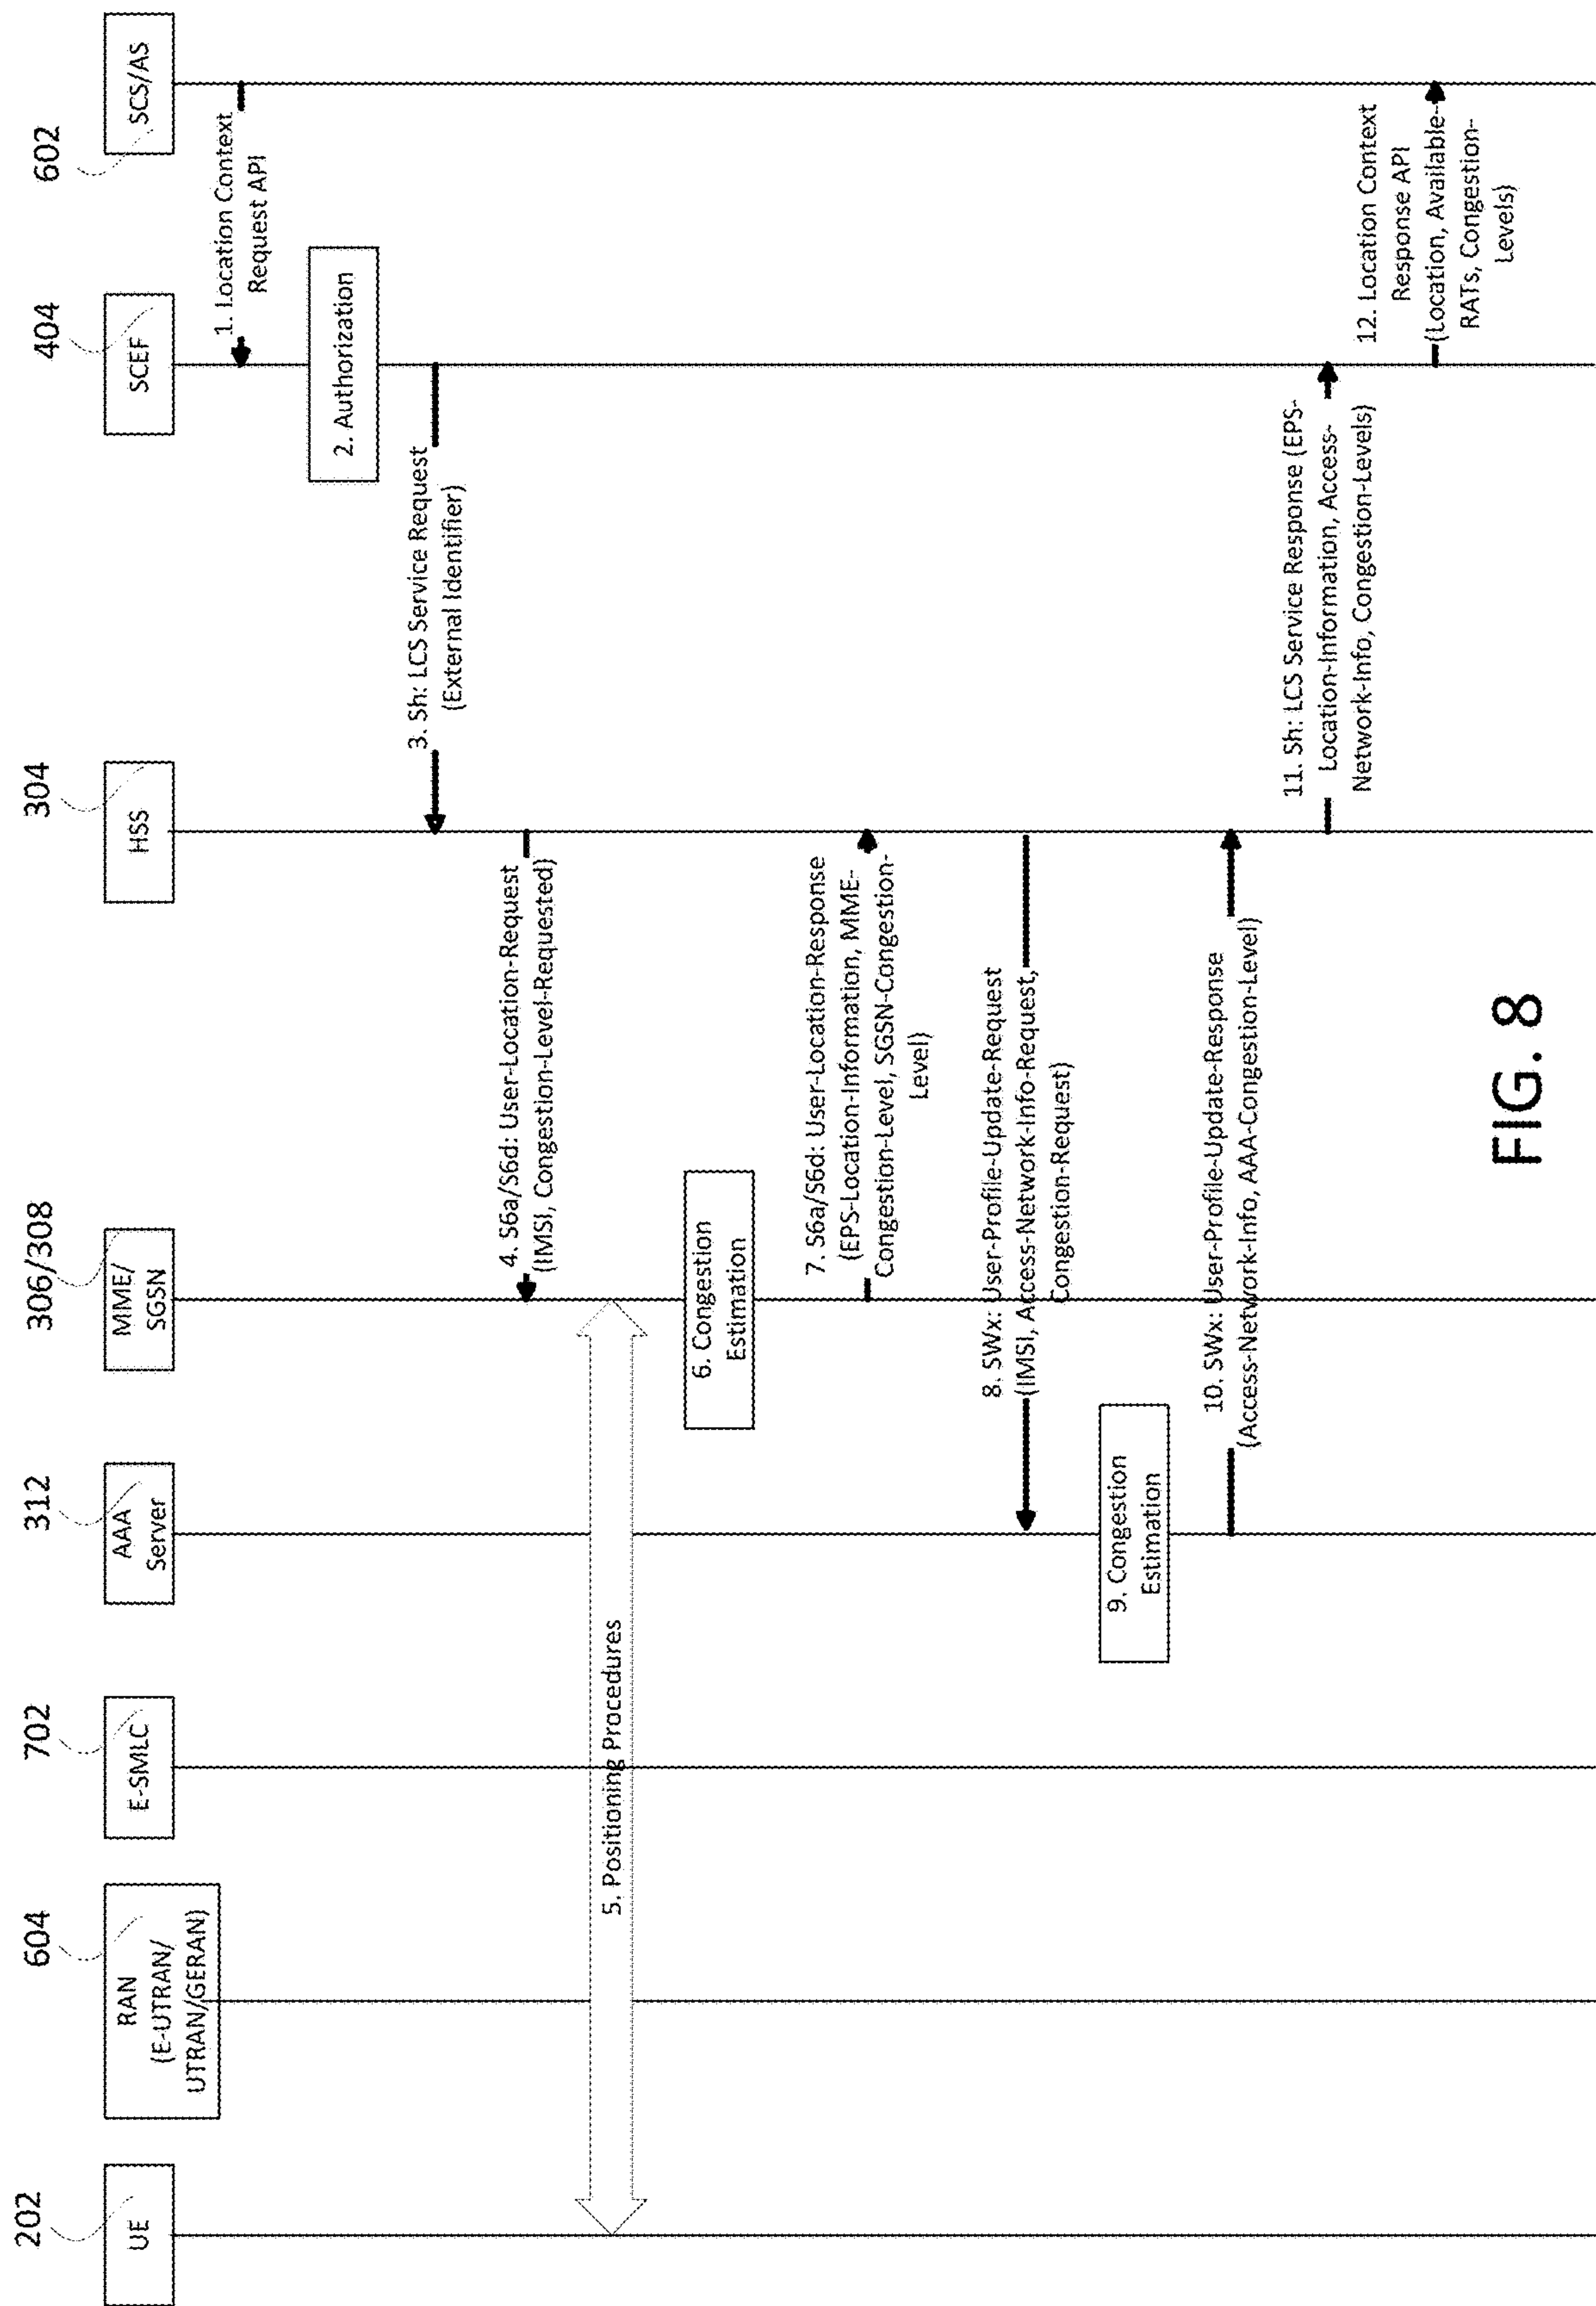 202
UE
604
RAN
(E-UTRAN/
UTRAN/GERAN)
702
E-SMLC
312
AAA
Server
306/308
MME/
SGSN
304
HSS
404
SCEF
602
SCS/AS
1. Location Context
Request API
2. Authorization
3. Sh: LCS Service Request
(External Identifier)
4. S6a/S6d: User-Location-Request
(IMSI, Congestion-Level-Requested)
5. Positioning Procedures
6. Congestion
Estimation
7. S6a/S6d: User-Location-Response
(EPS-Location-Information, MME-
Congestion-Level, SGSN-Congestion-
Level)
8. SWx: User-Profile-Update-Request
(IMSI, Access-Network-Info-Request,
Congestion-Request)
9. Congestion
Estimation
10. SWx: User-Profile-Update-Response
(Access-Network-Info, AAA-Congestion-Level)
11. Sh: LCS Service Response (EPS-
Location-Information, Access-
Network-Info, Congestion-Levels)
12. Location Context
Response API
(Location, Available-
RATs, Congestion-
Levels)
FIG. 8